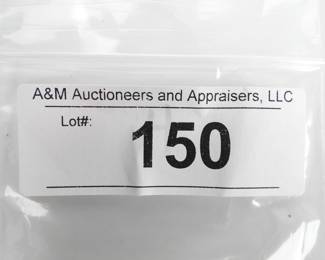 A&M Auctioneers and Appraisers, LLC
Lot#: 150